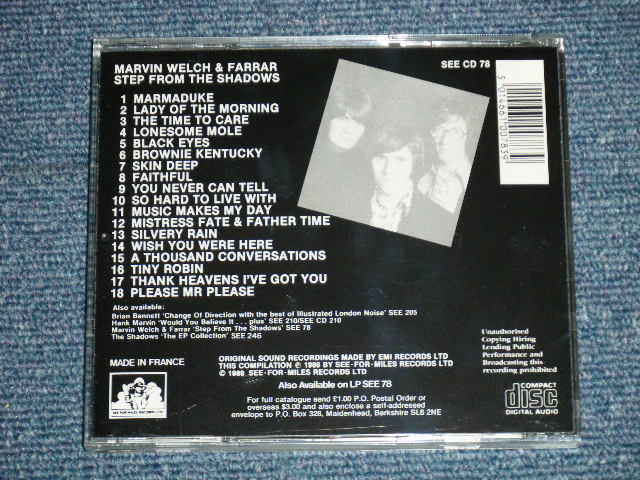 MARVIN WELCH & FARRAR
STEP FROM THE SHADOWS
SEE CD 78
1 MARMADUKE
2 LADY OF THE MORNING
3 THE TIME TO CARE
4 LONESOME MOLE
5 BLACK EYES
6 BROWNIE KENTUCKY
7 SKIN DEEP
8 FAITHFUL
9 YOU NEVER CAN TELL
10 SO HARD TO LIVE WITH
11 MUSIC MAKES MY DAY
12 MISTRESS FATE & FATHER TIME
13 SILVERY RAIN
14 WISH YOU WERE HERE
15 A THOUSAND CONVERSATIONS
16 TINY ROBIN
17 THANK HEAVENS I'VE GOT YOU
18 PLEASE MR PLEASE
5 014661 007839
Also available:
Brian Bennett 'Change Of Direction with the best of Illustrated London Noise' SEE 205
Hank Marvin 'Would You Believe It . . . plus' SEE 210/SEE CD 210
Marvin Welch & Farrar 'Step From The Shadows' SEE 78
The Shadows 'The EP Collection' SEE 246
MADE IN FRANCE
SEE FOR MILES RECORDS LTD
ORIGINAL SOUND RECORDINGS MADE BY EMI RECORDS LTD
THIS COMPILATION ℗ 1986 BY SEE-FOR-MILES RECORDS LTD
© 1989 SEE-FOR-MILES RECORDS LTD
Also Available on LP SEE 78
For full catalogue send £1.00 P.O. Postal Order or
overseas $3.00 and also enclose a self-addressed
envelope to P.O. Box 328, Maidenhead, Berkshire SL6 2NE
Unauthorised
Copying Hiring
Lending Public
Performance and
Broadcasting this
recording prohibited
COMPACT
disc
DIGITAL AUDIO